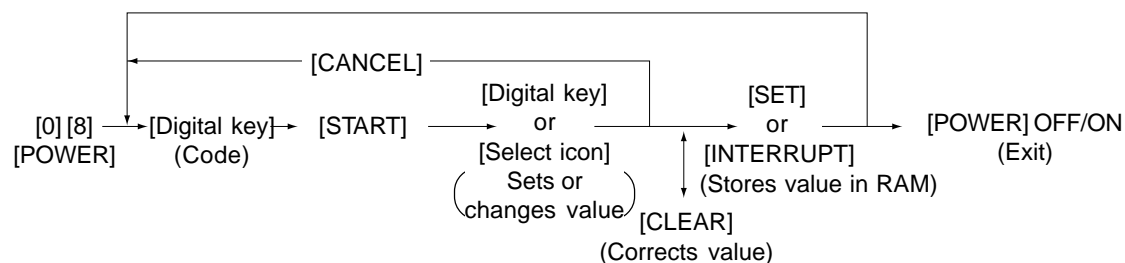 [CANCEL]
[0] [8]
[POWER]
[Digital key]
(Code)
[START]
[Digital key]
or
[Select icon]
(Sets or
changes value)
[CLEAR]
(Corrects value)
[SET]
or
[INTERRUPT]
(Stores value in RAM)
[POWER] OFF/ON
(Exit)